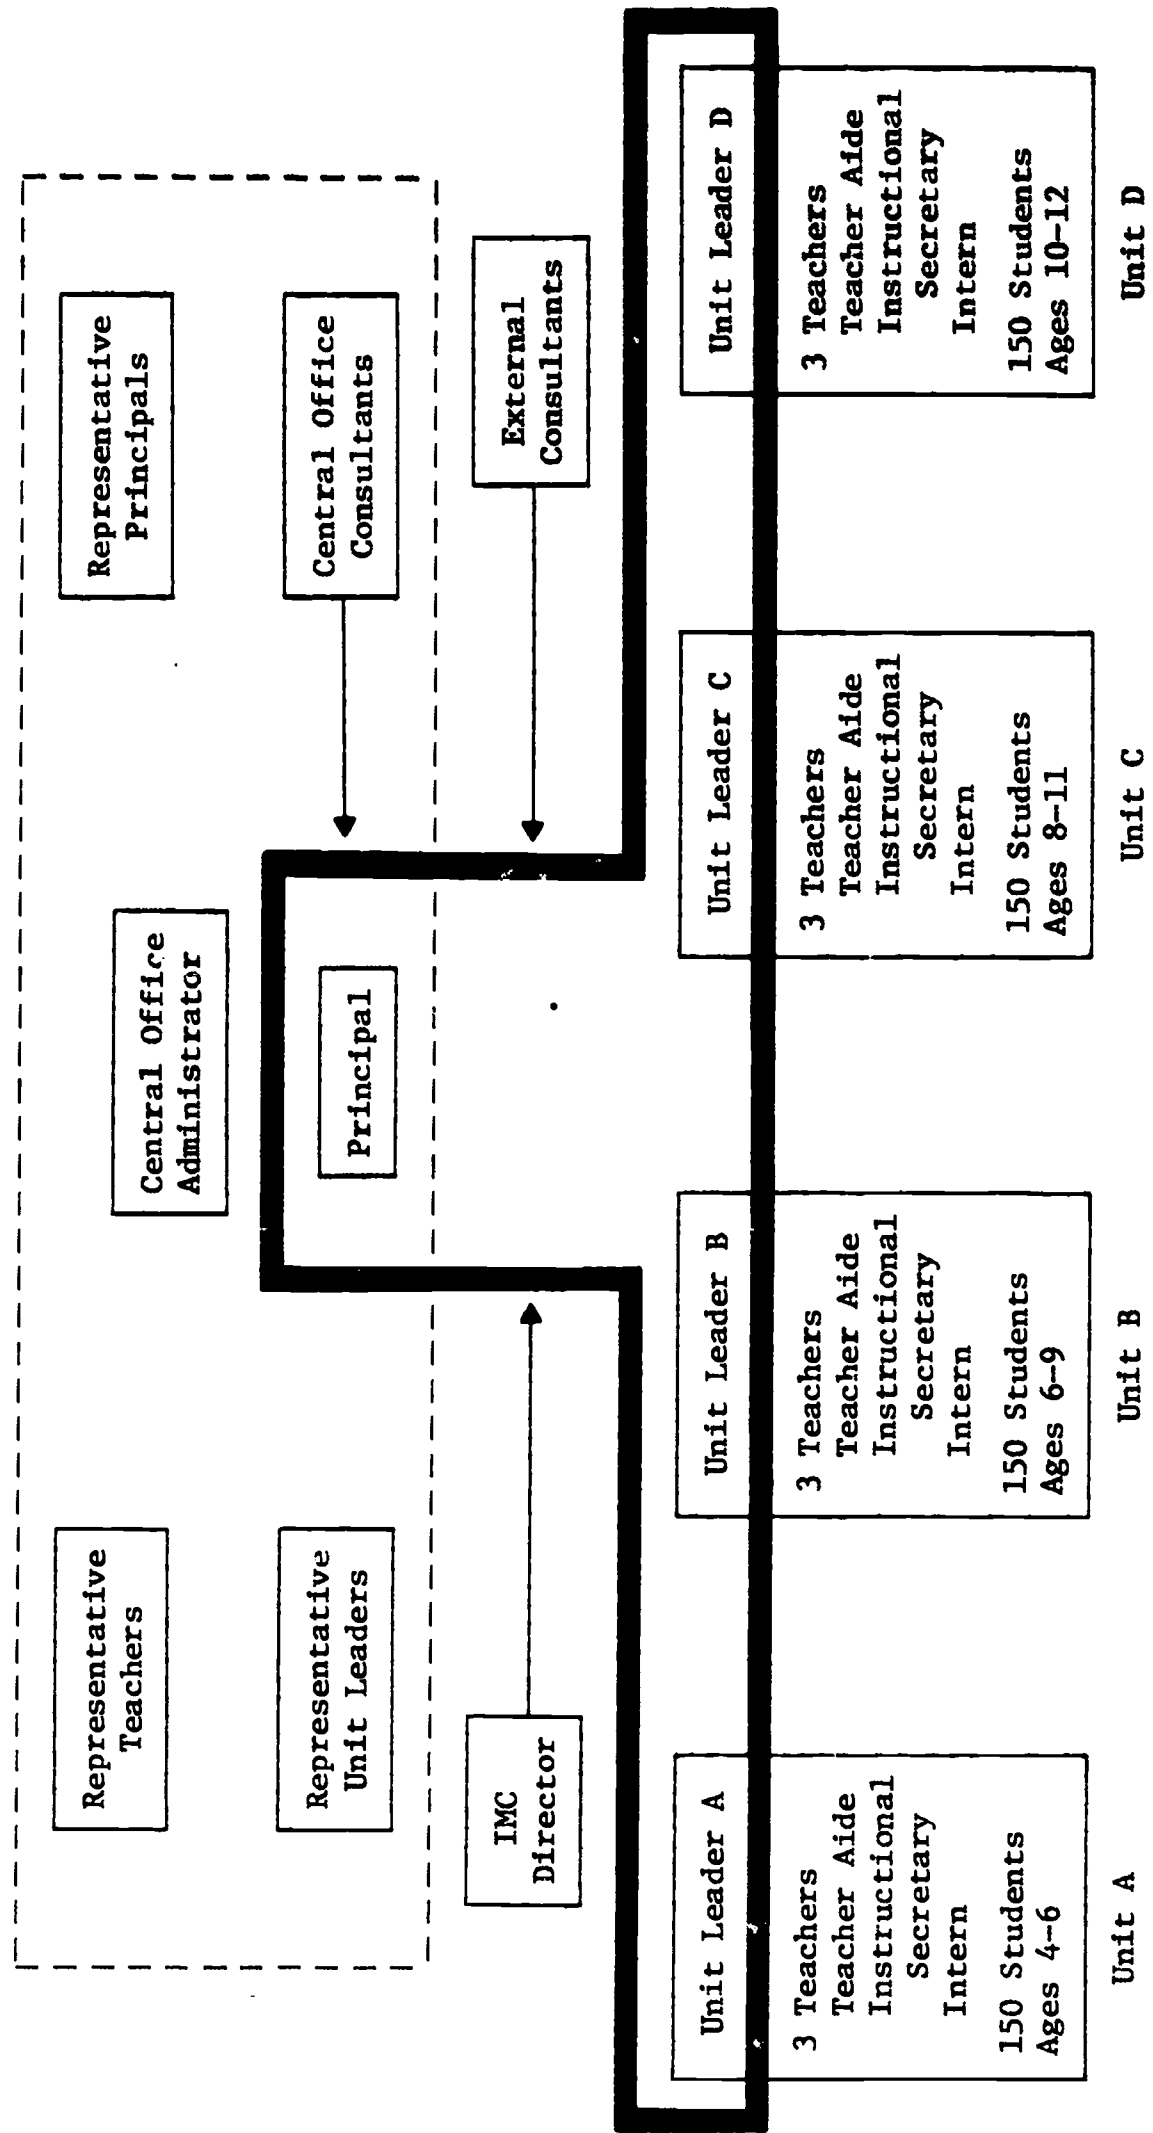 Representative
Teachers
Central Office
Administrator
Representative
Principals
Representative
Unit Leaders
Principal
Central Office
Consultants
IMC
Director
External
Consultants
Unit Leader A
3 Teachers
Teacher Aide
Instructional
Secretary
Intern
150 Students
Ages 4-6
Unit A
Unit Leader B
3 Teachers
Teacher Aide
Instructional
Secretary
Intern
150 Students
Ages 6-9
Unit B
Unit Leader C
3 Teachers
Teacher Aide
Instructional
Secretary
Intern
150 Students
Ages 8-11
Unit C
Unit Leader D
3 Teachers
Teacher Aide
Instructional
Secretary
Intern
150 Students
Ages 10-12
Unit D